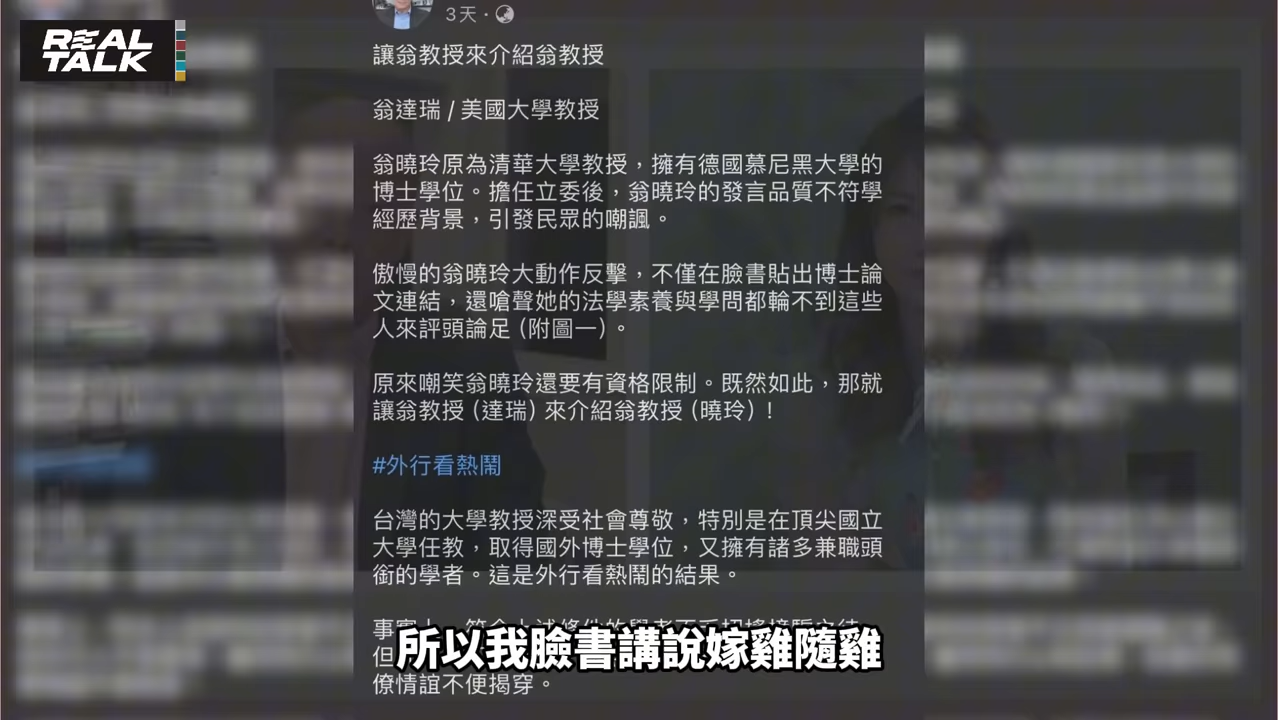 REAL
TALK
3天
讓翁教授來介紹翁教授
翁達瑞 / 美國大學教授
翁曉玲原為清華大學教授,擁有德國慕尼黑大學的
博士學位。擔任立委後,翁曉玲的發言品質不符學
經歷背景,引發民眾的嘲諷。
傲慢的翁曉玲大動作反擊,不僅在臉書貼出博士論
文連結,還嗆聲她的法學素養與學問都輪不到這些
人來評頭論足 (附圖一)。
原來嘲笑翁曉玲還要有資格限制。既然如此,那就
讓翁教授 (達瑞) 來介紹翁教授 (曉玲)!
#外行看熱鬧
台灣的大學教授深受社會尊敬,特別是在頂尖國立
大學任教,取得國外博士學位,又擁有諸多兼職頭
銜的學者。這是外行看熱鬧的結果。
事
但
所以我臉書講說嫁雞隨雞
僚情誼不便揭穿。